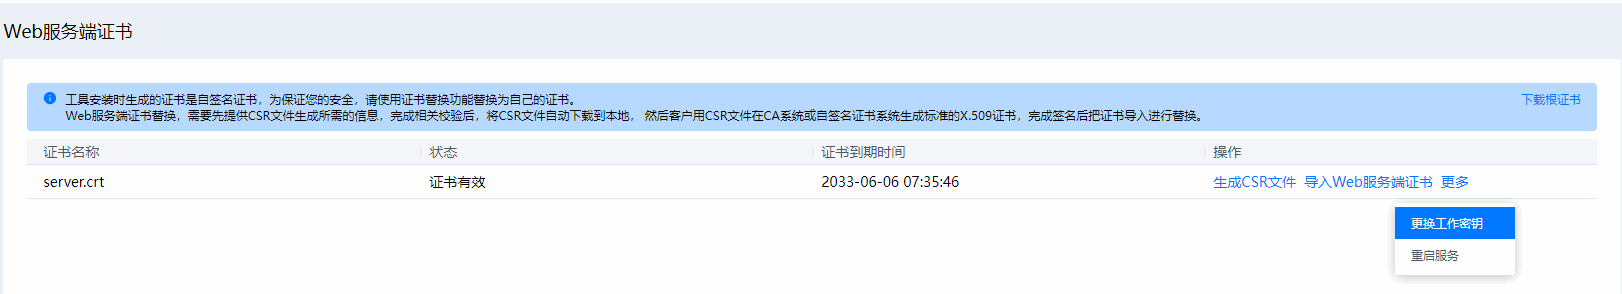 Web服务端证书
工具安装时生成的证书是自签名证书，为保证您的安全，请使用证书替换功能替换为自己的证书。 下载根证书
Web服务端证书替换，需要先提供CSR文件生成所需的信息，完成相关校验后，将CSR文件自动下载到本地， 然后客户用CSR文件在CA系统或自签名证书系统生成标准的X.509证书，完成签名后把证书导入进行替换。
证书名称 状态 证书到期时间 操作
server.crt 证书有效 2033-06-06 07:35:46 生成CSR文件 导入Web服务端证书 更多
更换工作密钥
重启服务